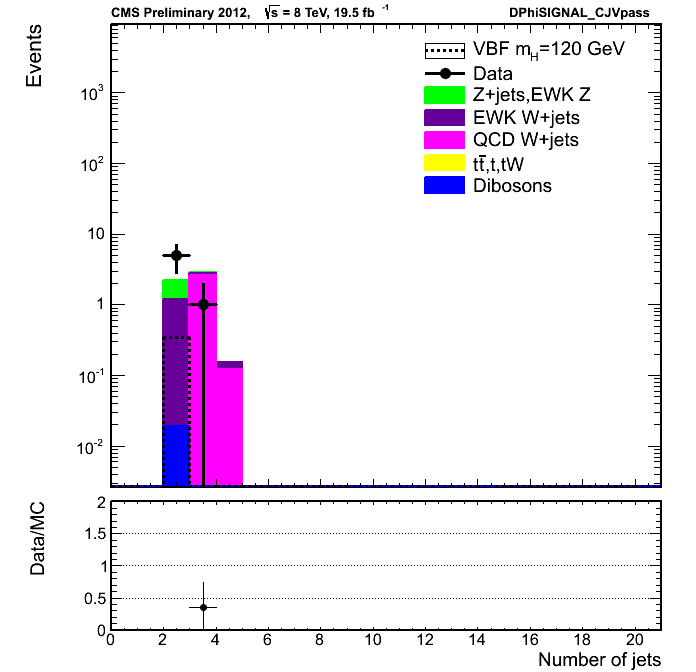 CMS Preliminary 2012, √s = 8 TeV, 19.5 fb⁻¹ DPhiSIGNAL_CJVpass
Events
VBF m_H=120 GeV
Data
Z+jets,EWK Z
EWK W+jets
QCD W+jets
tt̄,t,tW
Dibosons
10³
10²
10
1
10⁻¹
10⁻²
Data/MC
2
1.5
1
0.5
0
0 2 4 6 8 10 12 14 16 18 20
Number of jets